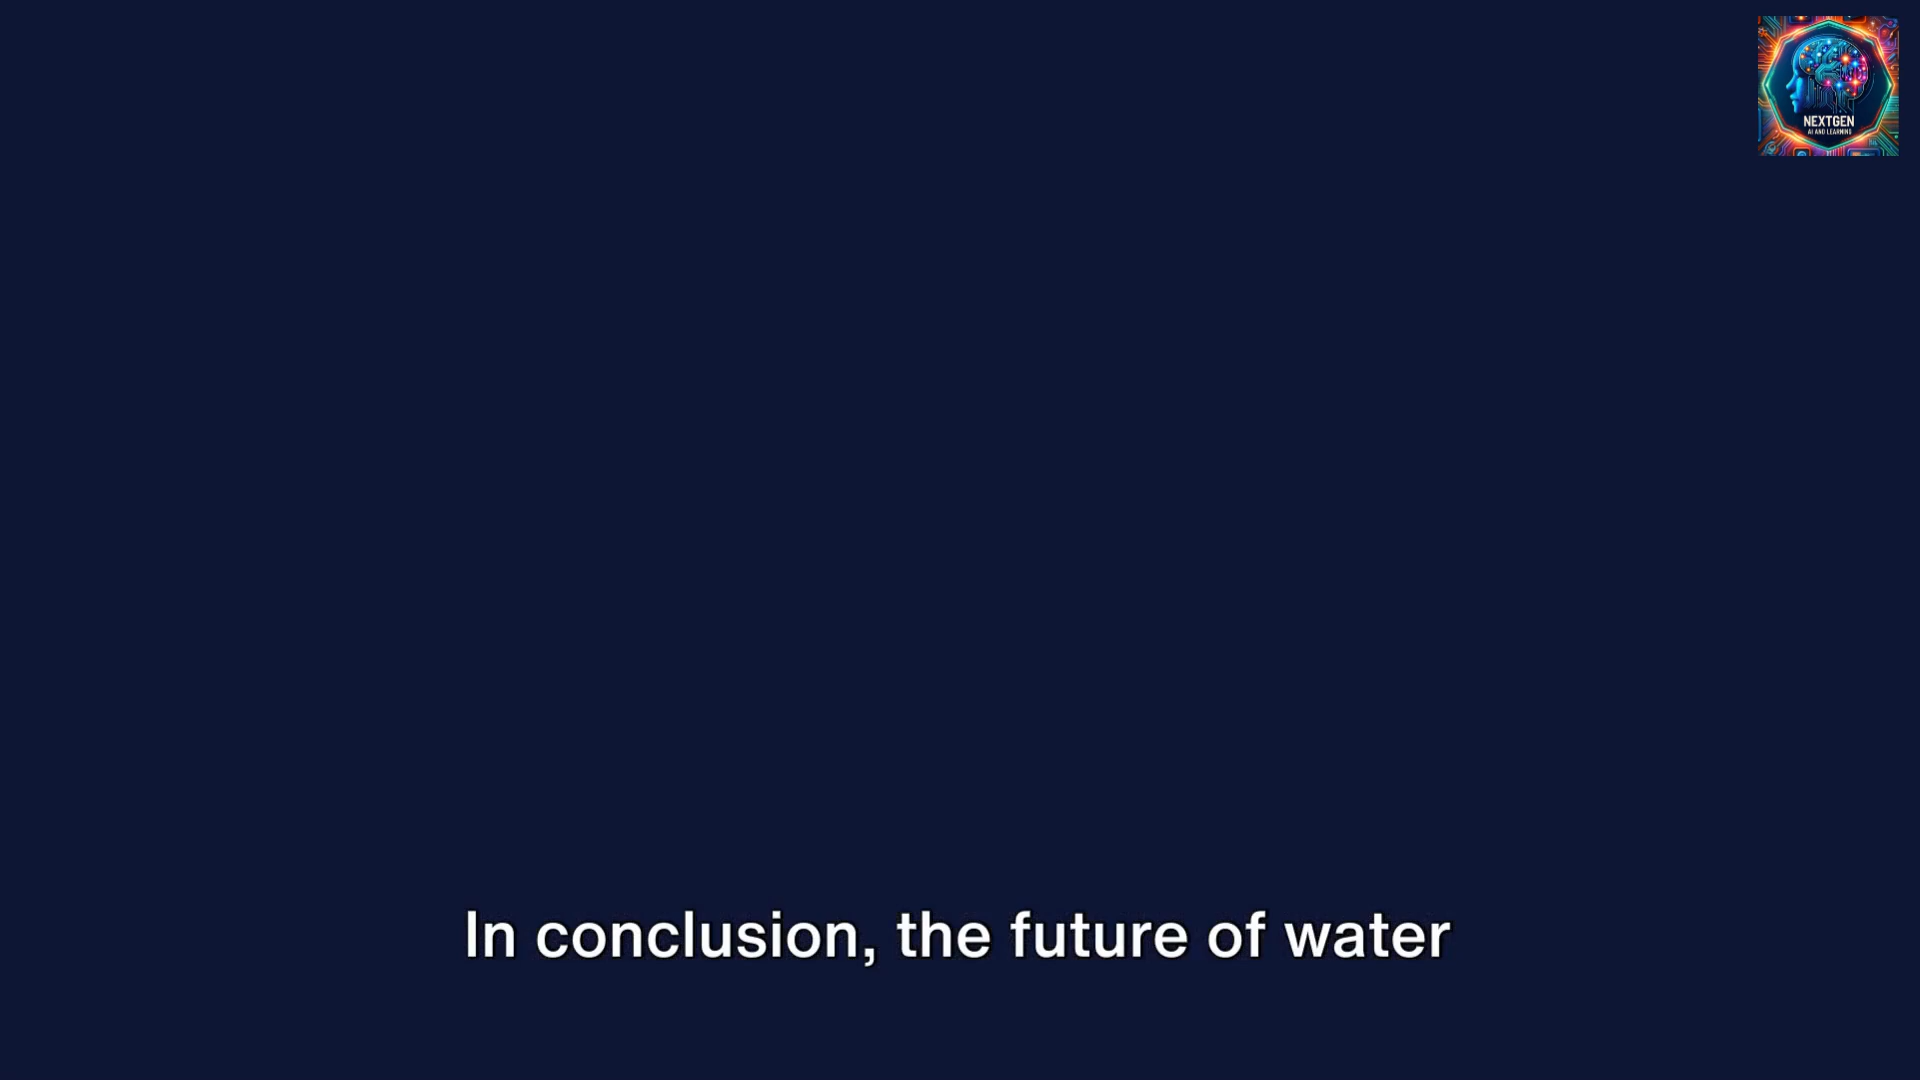 NEXTGEN
AI AND LEARNING
In conclusion, the future of water